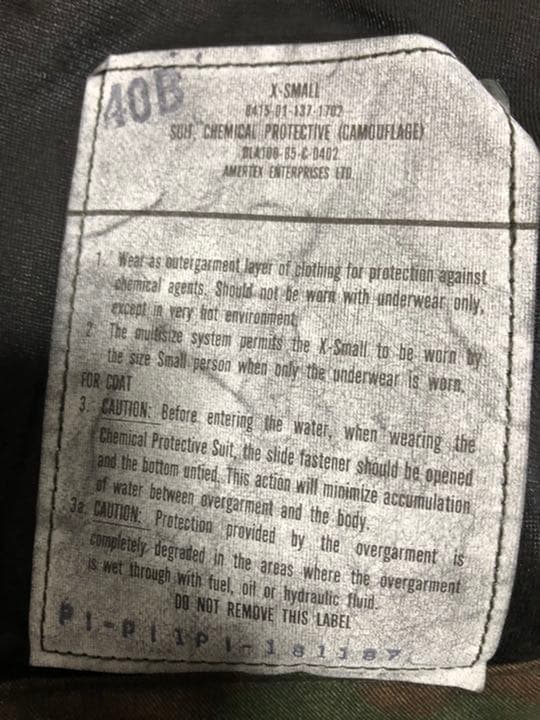 40B
X-SMALL
8415-01-137-1702
SUIT, CHEMICAL PROTECTIVE (CAMOUFLAGE)
DLA100-85-C-0402
AMERTEX ENTERPRISES LTD.
1. Wear as outergarment layer of clothing for protection against
chemical agents. Should not be worn with underwear only,
except in very hot environment.
2. The multisize system permits the X-Small to be worn by
the size Small person when only the underwear is worn.
FOR COAT
3. CAUTION: Before entering the water, when wearing the
Chemical Protective Suit, the slide fastener should be opened
and the bottom untied. This action will minimize accumulation
of water between overgarment and the body.
3a. CAUTION: Protection provided by the overgarment is
completely degraded in the areas where the overgarment
is wet through with fuel, oil or hydraulic fluid.
DO NOT REMOVE THIS LABEL